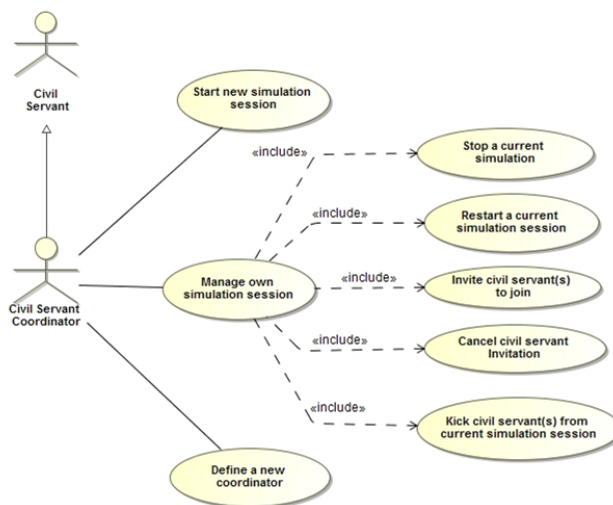 Civil
Servant
Start new simulation
session
«include»
Stop a current
simulation
«include»
Restart a current
simulation session
Civil Servant
Coordinator
Manage own
simulation session
«include»
Invite civil servant(s)
to join
«include»
Cancel civil servant
Invitation
«include»
Kick civil servant(s) from
current simulation session
Define a new
coordinator